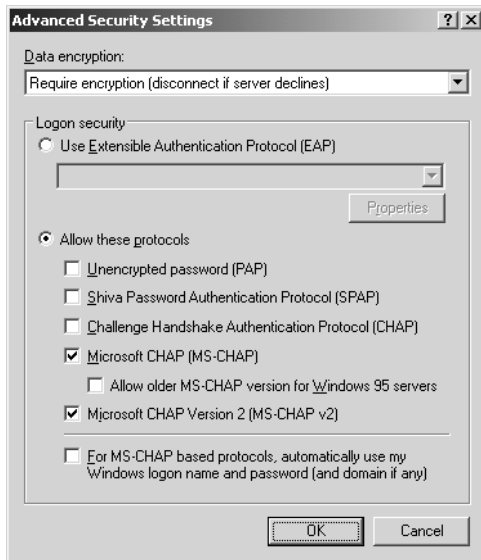 Advanced Security Settings
Data encryption:
Require encryption (disconnect if server declines)
Logon security
Use Extensible Authentication Protocol (EAP)
Properties
Allow these protocols
Unencrypted password (PAP)
Shiva Password Authentication Protocol (SPAP)
Challenge Handshake Authentication Protocol (CHAP)
Microsoft CHAP (MS-CHAP)
Allow older MS-CHAP version for Windows 95 servers
Microsoft CHAP Version 2 (MS-CHAP v2)
For MS-CHAP based protocols, automatically use my
Windows logon name and password (and domain if any)
OK Cancel